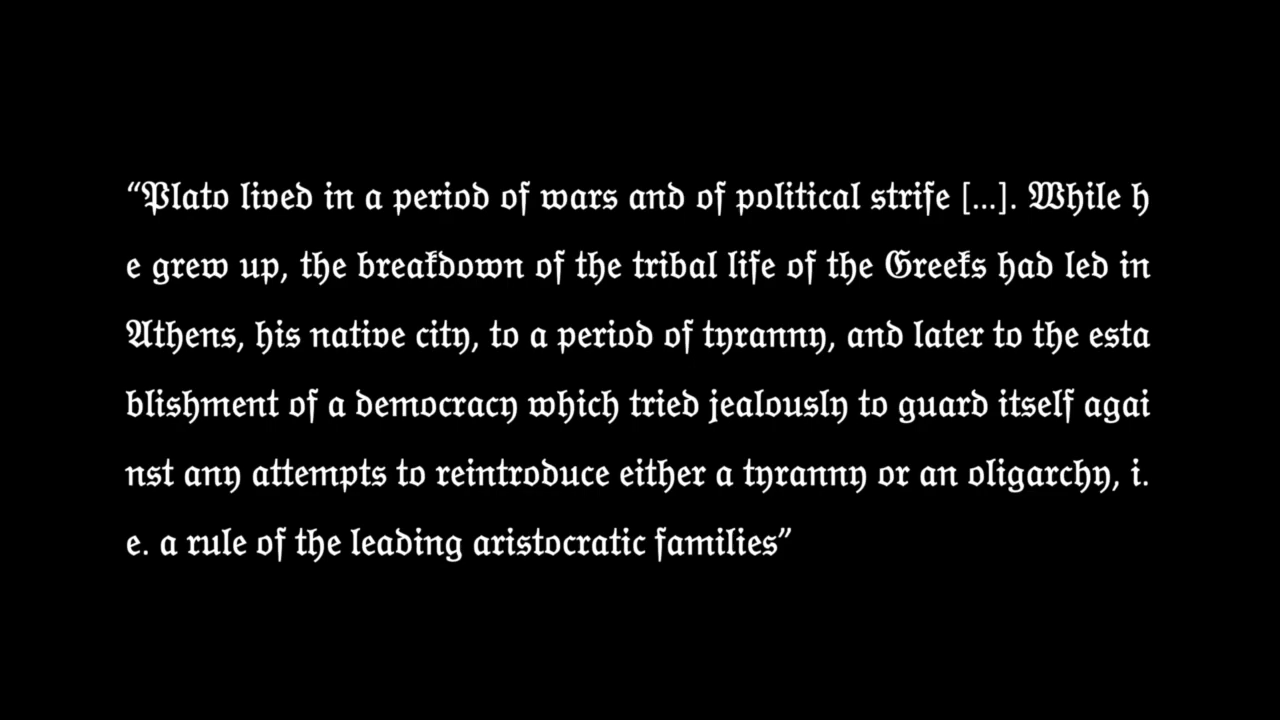 “Plato lived in a period of wars and of political strife [...]. While h
e grew up, the breakdown of the tribal life of the Greeks had led in
Athens, his native city, to a period of tyranny, and later to the esta
blishment of a democracy which tried jealously to guard itself agai
nst any attempts to reintroduce either a tyranny or an oligarchy, i.
e. a rule of the leading aristocratic families”